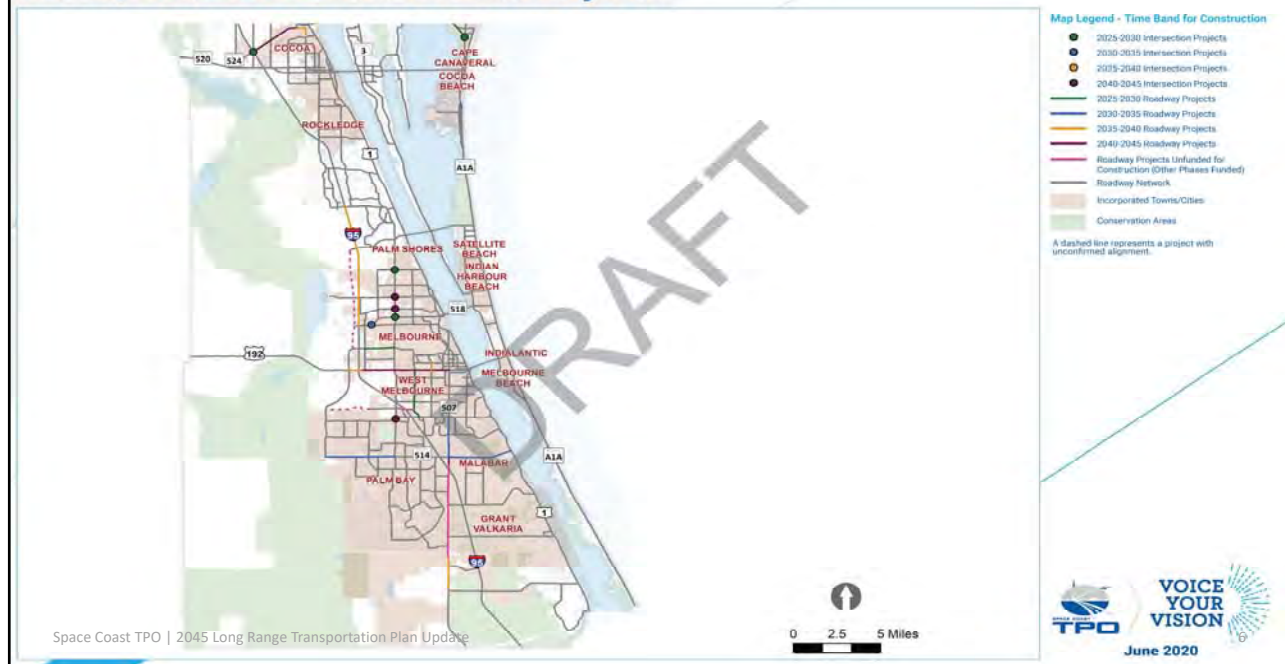 Map Legend - Time Band for Construction
2025-2030 Intersection Projects
2030-2035 Intersection Projects
2035-2040 Intersection Projects
2040-2045 Intersection Projects
2025-2030 Roadway Projects
2030-2035 Roadway Projects
2035-2040 Roadway Projects
2040-2045 Roadway Projects
Roadway Projects Unfunded for
Construction (Other Phases Funded)
Roadway Network
Incorporated Towns/Cities
Conservation Areas
A dashed line represents a project with
unconfirmed alignment.
COCOA
3
520
524
CAPE
CANAVERAL
COCOA
BEACH
ROCKLEDGE
1
A1A
95
PALM SHORES
SATELLITE
BEACH
INDIAN
HARBOUR
BEACH
518
MELBOURNE
192
INDIALANTIC
MELBOURNE
BEACH
WEST
MELBOURNE
507
514
MALABAR
A1A
PALM BAY
1
GRANT
VALKARIA
95
DRAFT
0 2.5 5 Miles
Space Coast TPO | 2045 Long Range Transportation Plan Update
SPACE COAST
TPO
VOICE
YOUR
VISION
6
June 2020